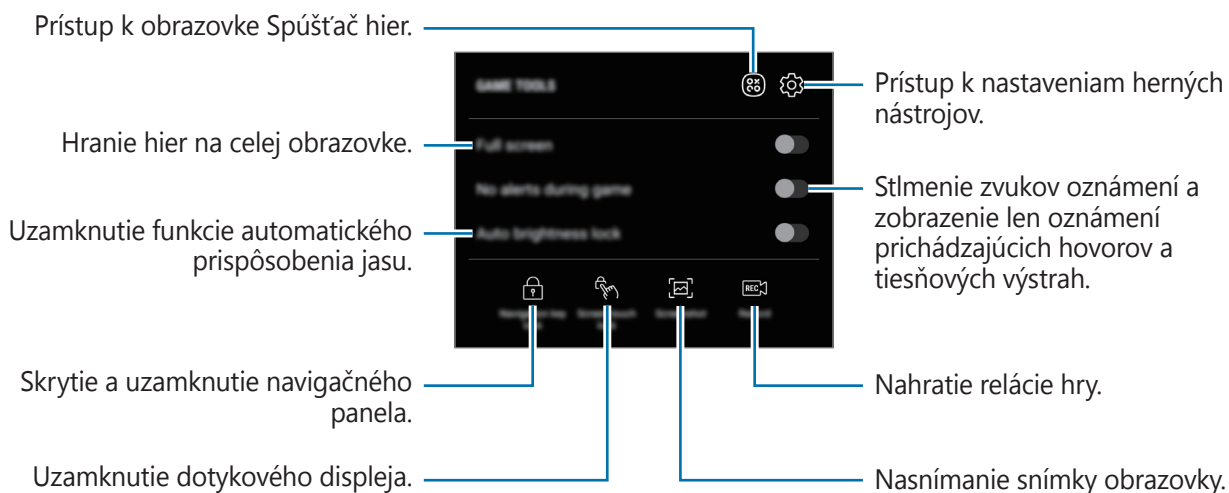 Prístup k obrazovke Spúšťač hier.
GAME TOOLS
Prístup k nastaveniam herných
nástrojov.
Hranie hier na celej obrazovke.
Full screen
No alerts during game
Stlmenie zvukov oznámení a
zobrazenie len oznámení
prichádzajúcich hovorov a
tiesňových výstrah.
Uzamknutie funkcie automatického
prispôsobenia jasu.
Auto brightness lock
REC
Skrytie a uzamknutie navigačného
panela.
Nahratie relácie hry.
Uzamknutie dotykového displeja.
Nasnímanie snímky obrazovky.